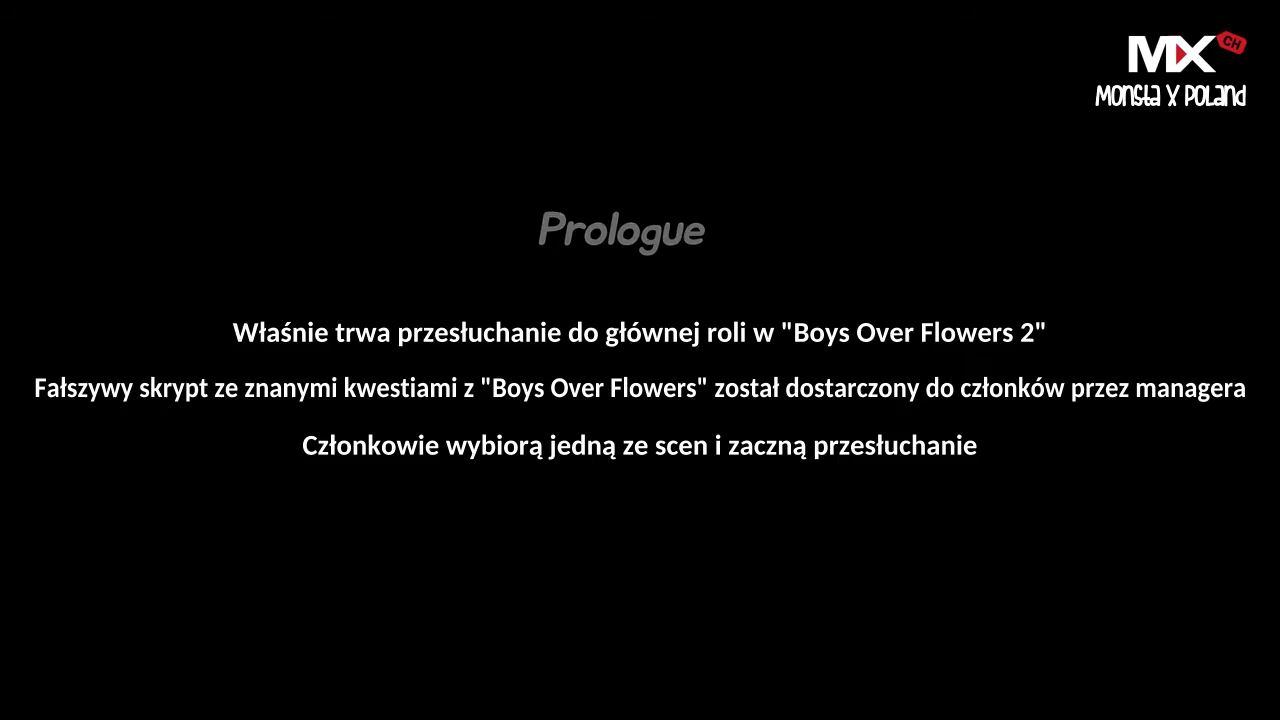 MX CH
Monsta X Poland
Prologue
Właśnie trwa przesłuchanie do głównej roli w "Boys Over Flowers 2"
Fałszywy skrypt ze znanymi kwestiami z "Boys Over Flowers" został dostarczony do członków przez managera
Członkowie wybiorą jedną ze scen i zaczną przesłuchanie